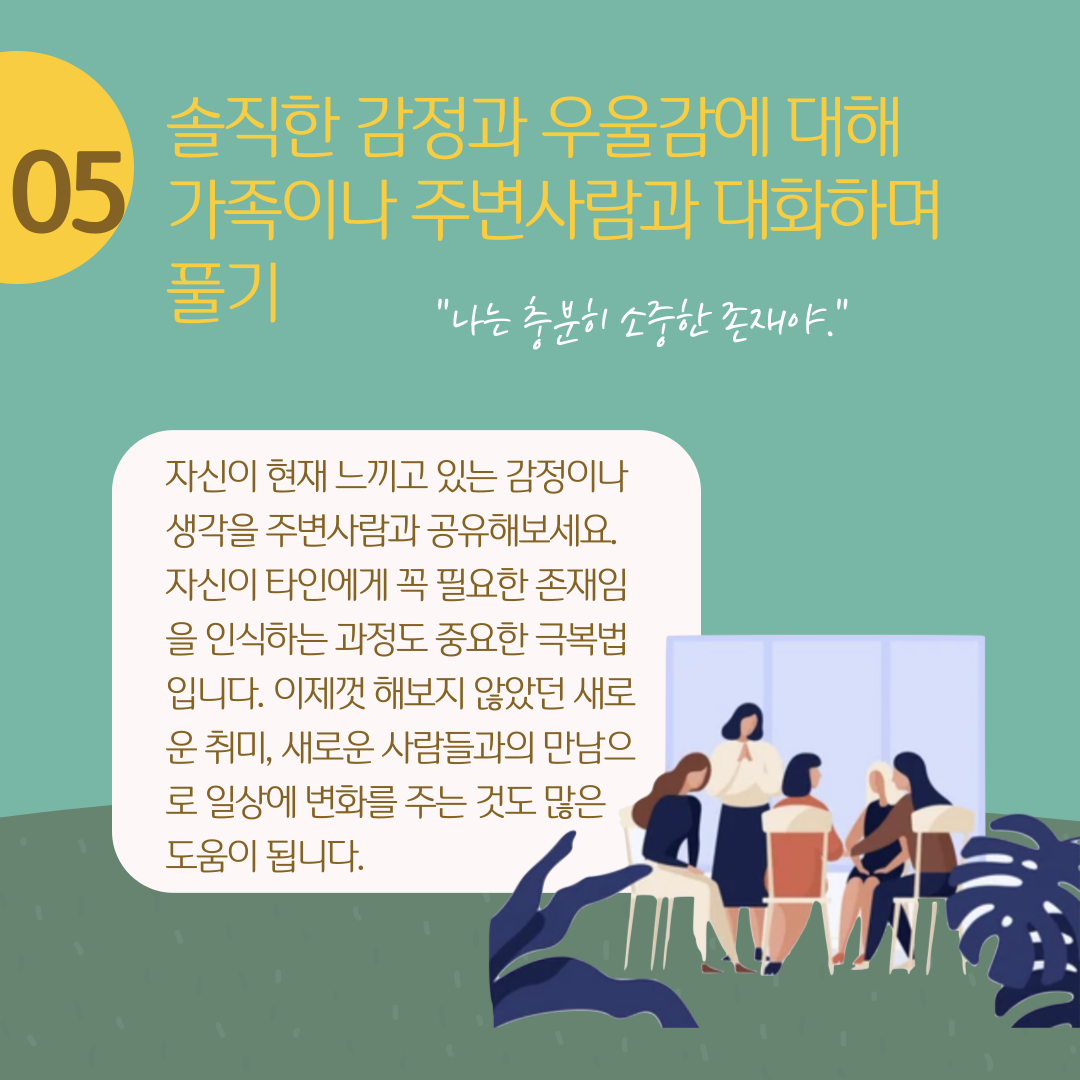 05
솔직한 감정과 우울감에 대해
가족이나 주변사람과 대화하며
풀기
"나는 충분히 소중한 존재야."
자신이 현재 느끼고 있는 감정이나
생각을 주변사람과 공유해보세요.
자신이 타인에게 꼭 필요한 존재임
을 인식하는 과정도 중요한 극복법
입니다. 이제껏 해보지 않았던 새로
운 취미, 새로운 사람들과의 만남으
로 일상에 변화를 주는 것도 많은
도움이 됩니다.